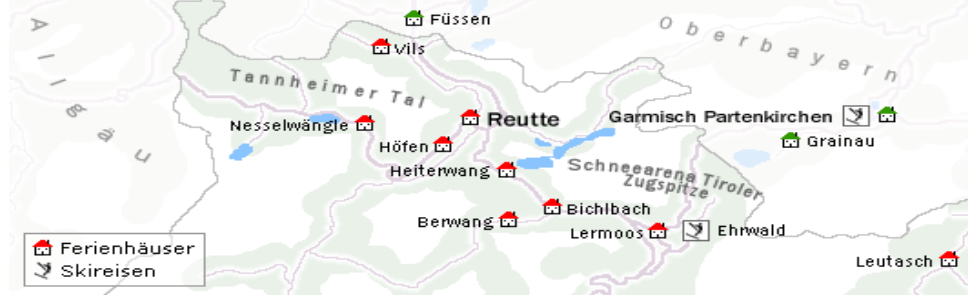 Füssen
Oberbayern
Vils
Allgäu
Tannheimer Tal
Reutte
Garmisch Partenkirchen
Nesselwängle
Höfen
Grainau
Heiterwang
Schneearena Tiroler
Zugspitze
Bichlbach
Berwang
Lermoos
Ehrwald
Ferienhäuser
Skireisen
Leutasch